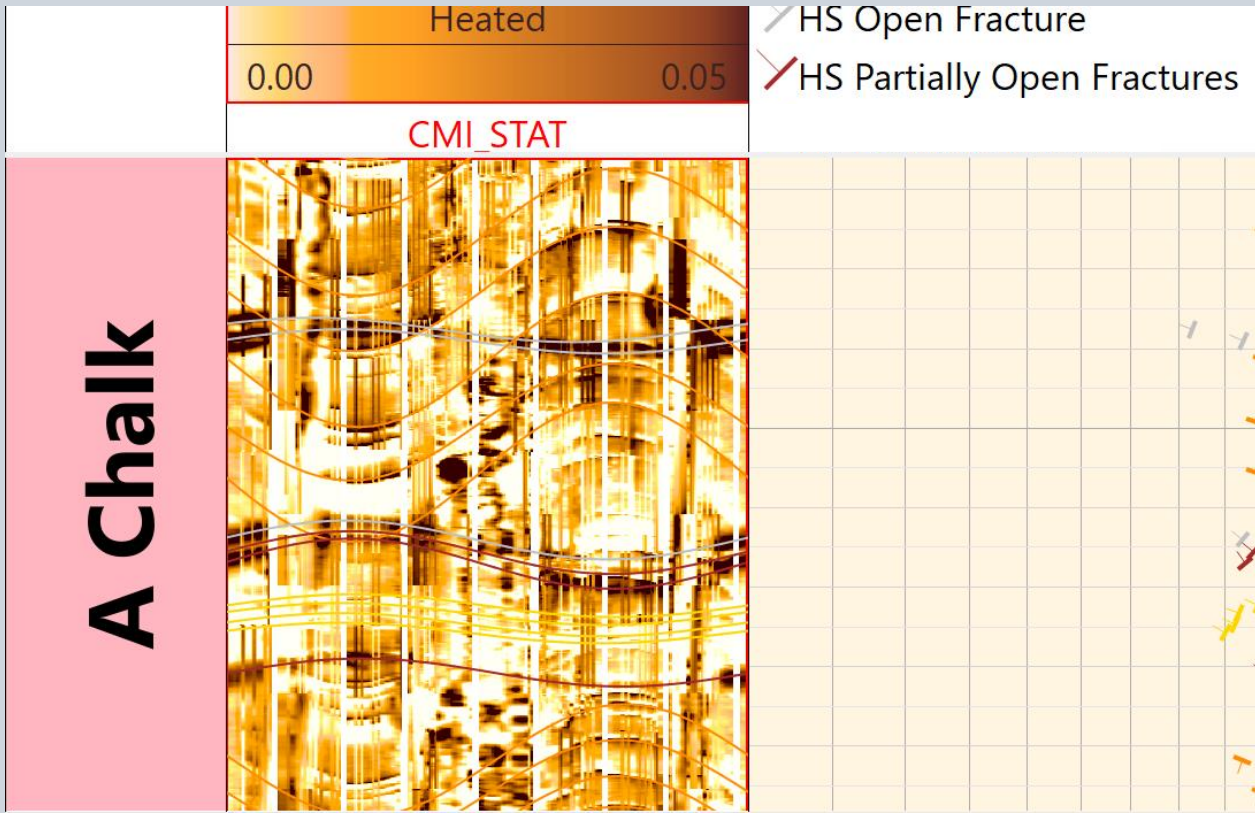 Heated
0.00 0.05
CMI_STAT
HS Open Fracture
HS Partially Open Fractures
A Chalk